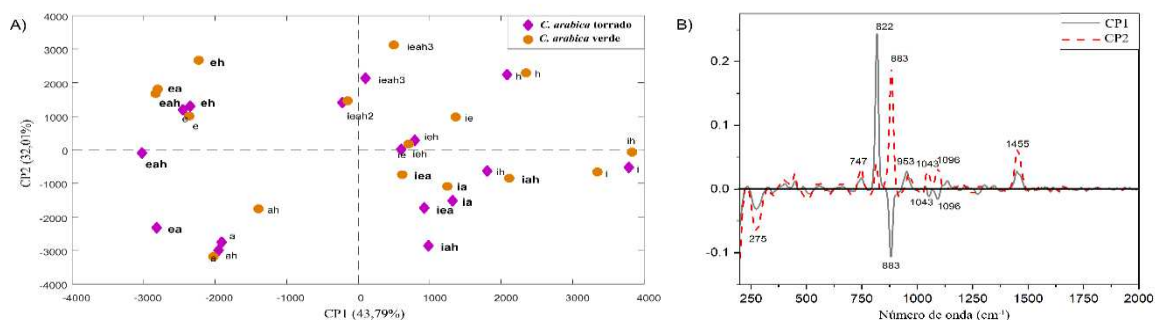 A)
C. arabica torrado
C. arabica verde
CP2 (32,01%)
4000
3000
2000
1000
0
-1000
-2000
-3000
-4000
-4000 -3000 -2000 -1000 0 1000 2000 3000 4000
CP1 (43,79%)
eh
ieah3
ieah3
h
h
ea
eah
eh
e
e
ieah2
ie
ieh
ie
ieh
ih
eah
iea
ih
iah
i
i
ia
ea
ah
iea
ia
a
ah
a
iah
B)
CP1
CP2
822
883
747
953
1043
1096
1455
1043
1096
275
883
0.2
0.1
0.0
-0.1
250 500 750 1000 1250 1500 1750 2000
Número de onda (cm-1)